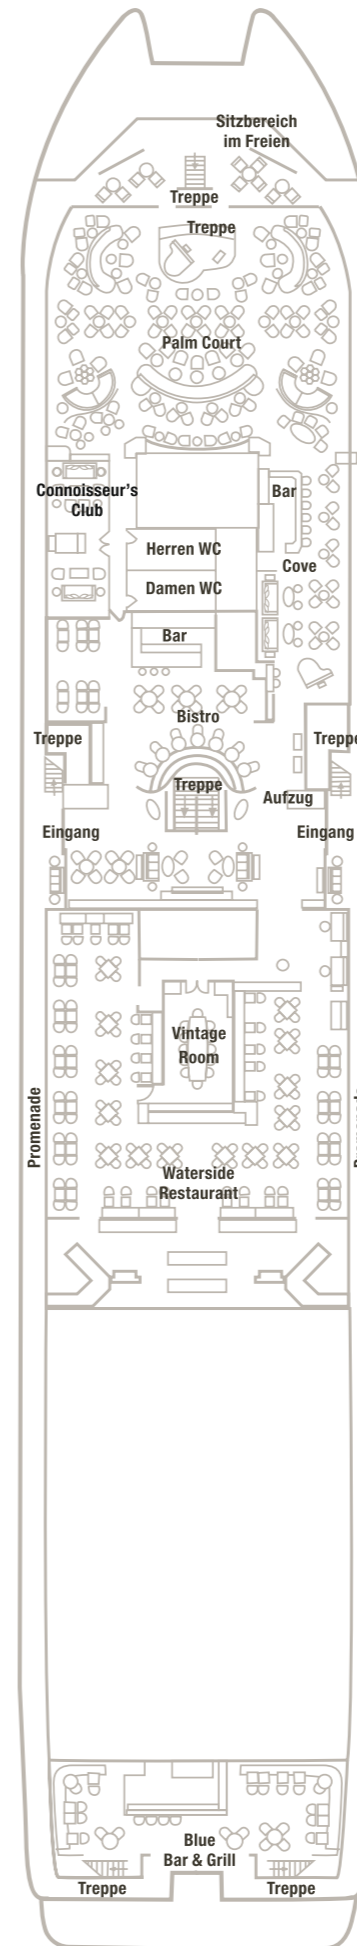 Sitzbereich
im Freien
Treppe
Treppe
Palm Court
Connoisseur's
Club
Bar
Herren WC
Cove
Damen WC
Bar
Bistro
Treppe
Treppe
Treppe
Aufzug
Eingang
Eingang
Vintage
Room
Promenade
Waterside
Restaurant
Blue
Bar & Grill
Treppe
Treppe